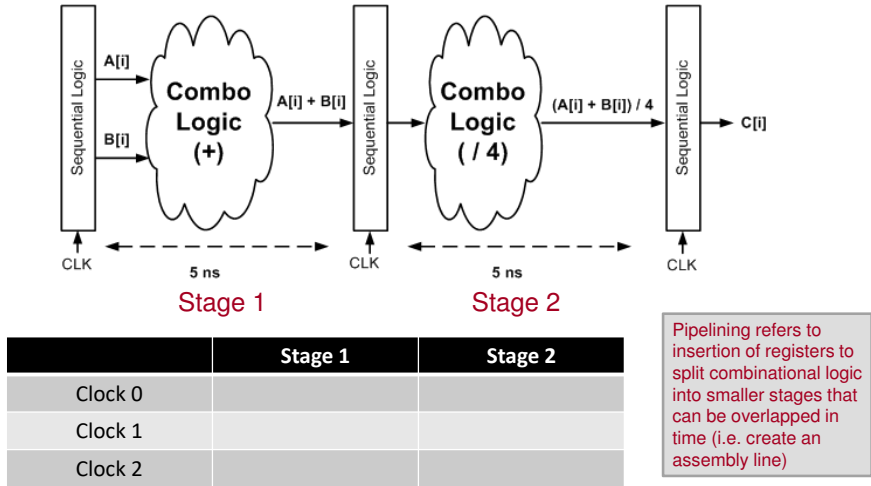 Sequential Logic
A[i]
B[i]
Combo
Logic
(+)
A[i] + B[i]
Sequential Logic
Combo
Logic
( / 4)
(A[i] + B[i]) / 4
Sequential Logic
C[i]
CLK
5 ns
CLK
5 ns
CLK
Stage 1
Stage 2
Stage 1 Stage 2
Clock 0
Clock 1
Clock 2
Pipelining refers to
insertion of registers to
split combinational logic
into smaller stages that
can be overlapped in
time (i.e. create an
assembly line)